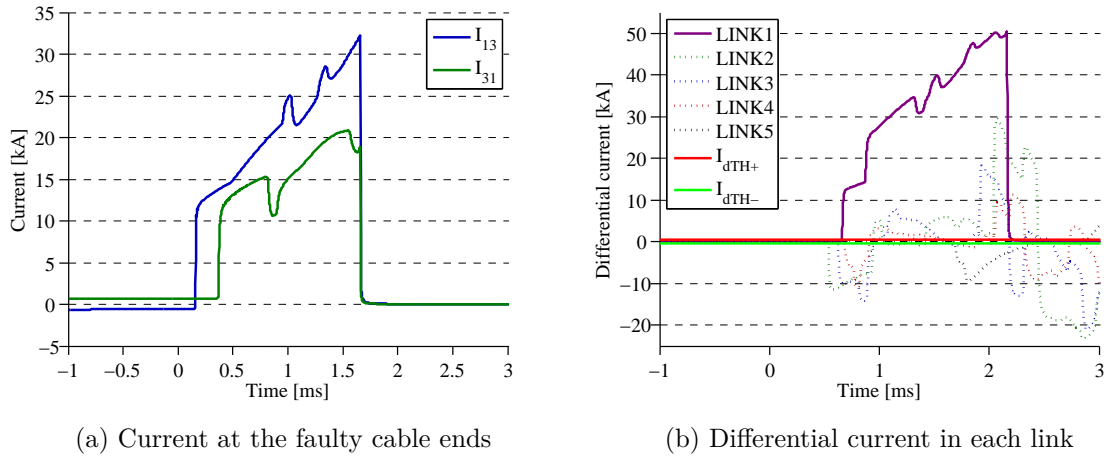 35
30
25
20
15
10
5
0
−5
−1
−0.5
0
0.5
1
1.5
2
2.5
3
Current [kA]
Time [ms]
I13
I31
(a) Current at the faulty cable ends
50
40
30
20
10
0
−10
−20
−1
0
1
2
3
Differential current [kA]
Time [ms]
LINK1
LINK2
LINK3
LINK4
LINK5
IdTH+
IdTH−
(b) Differential current in each link